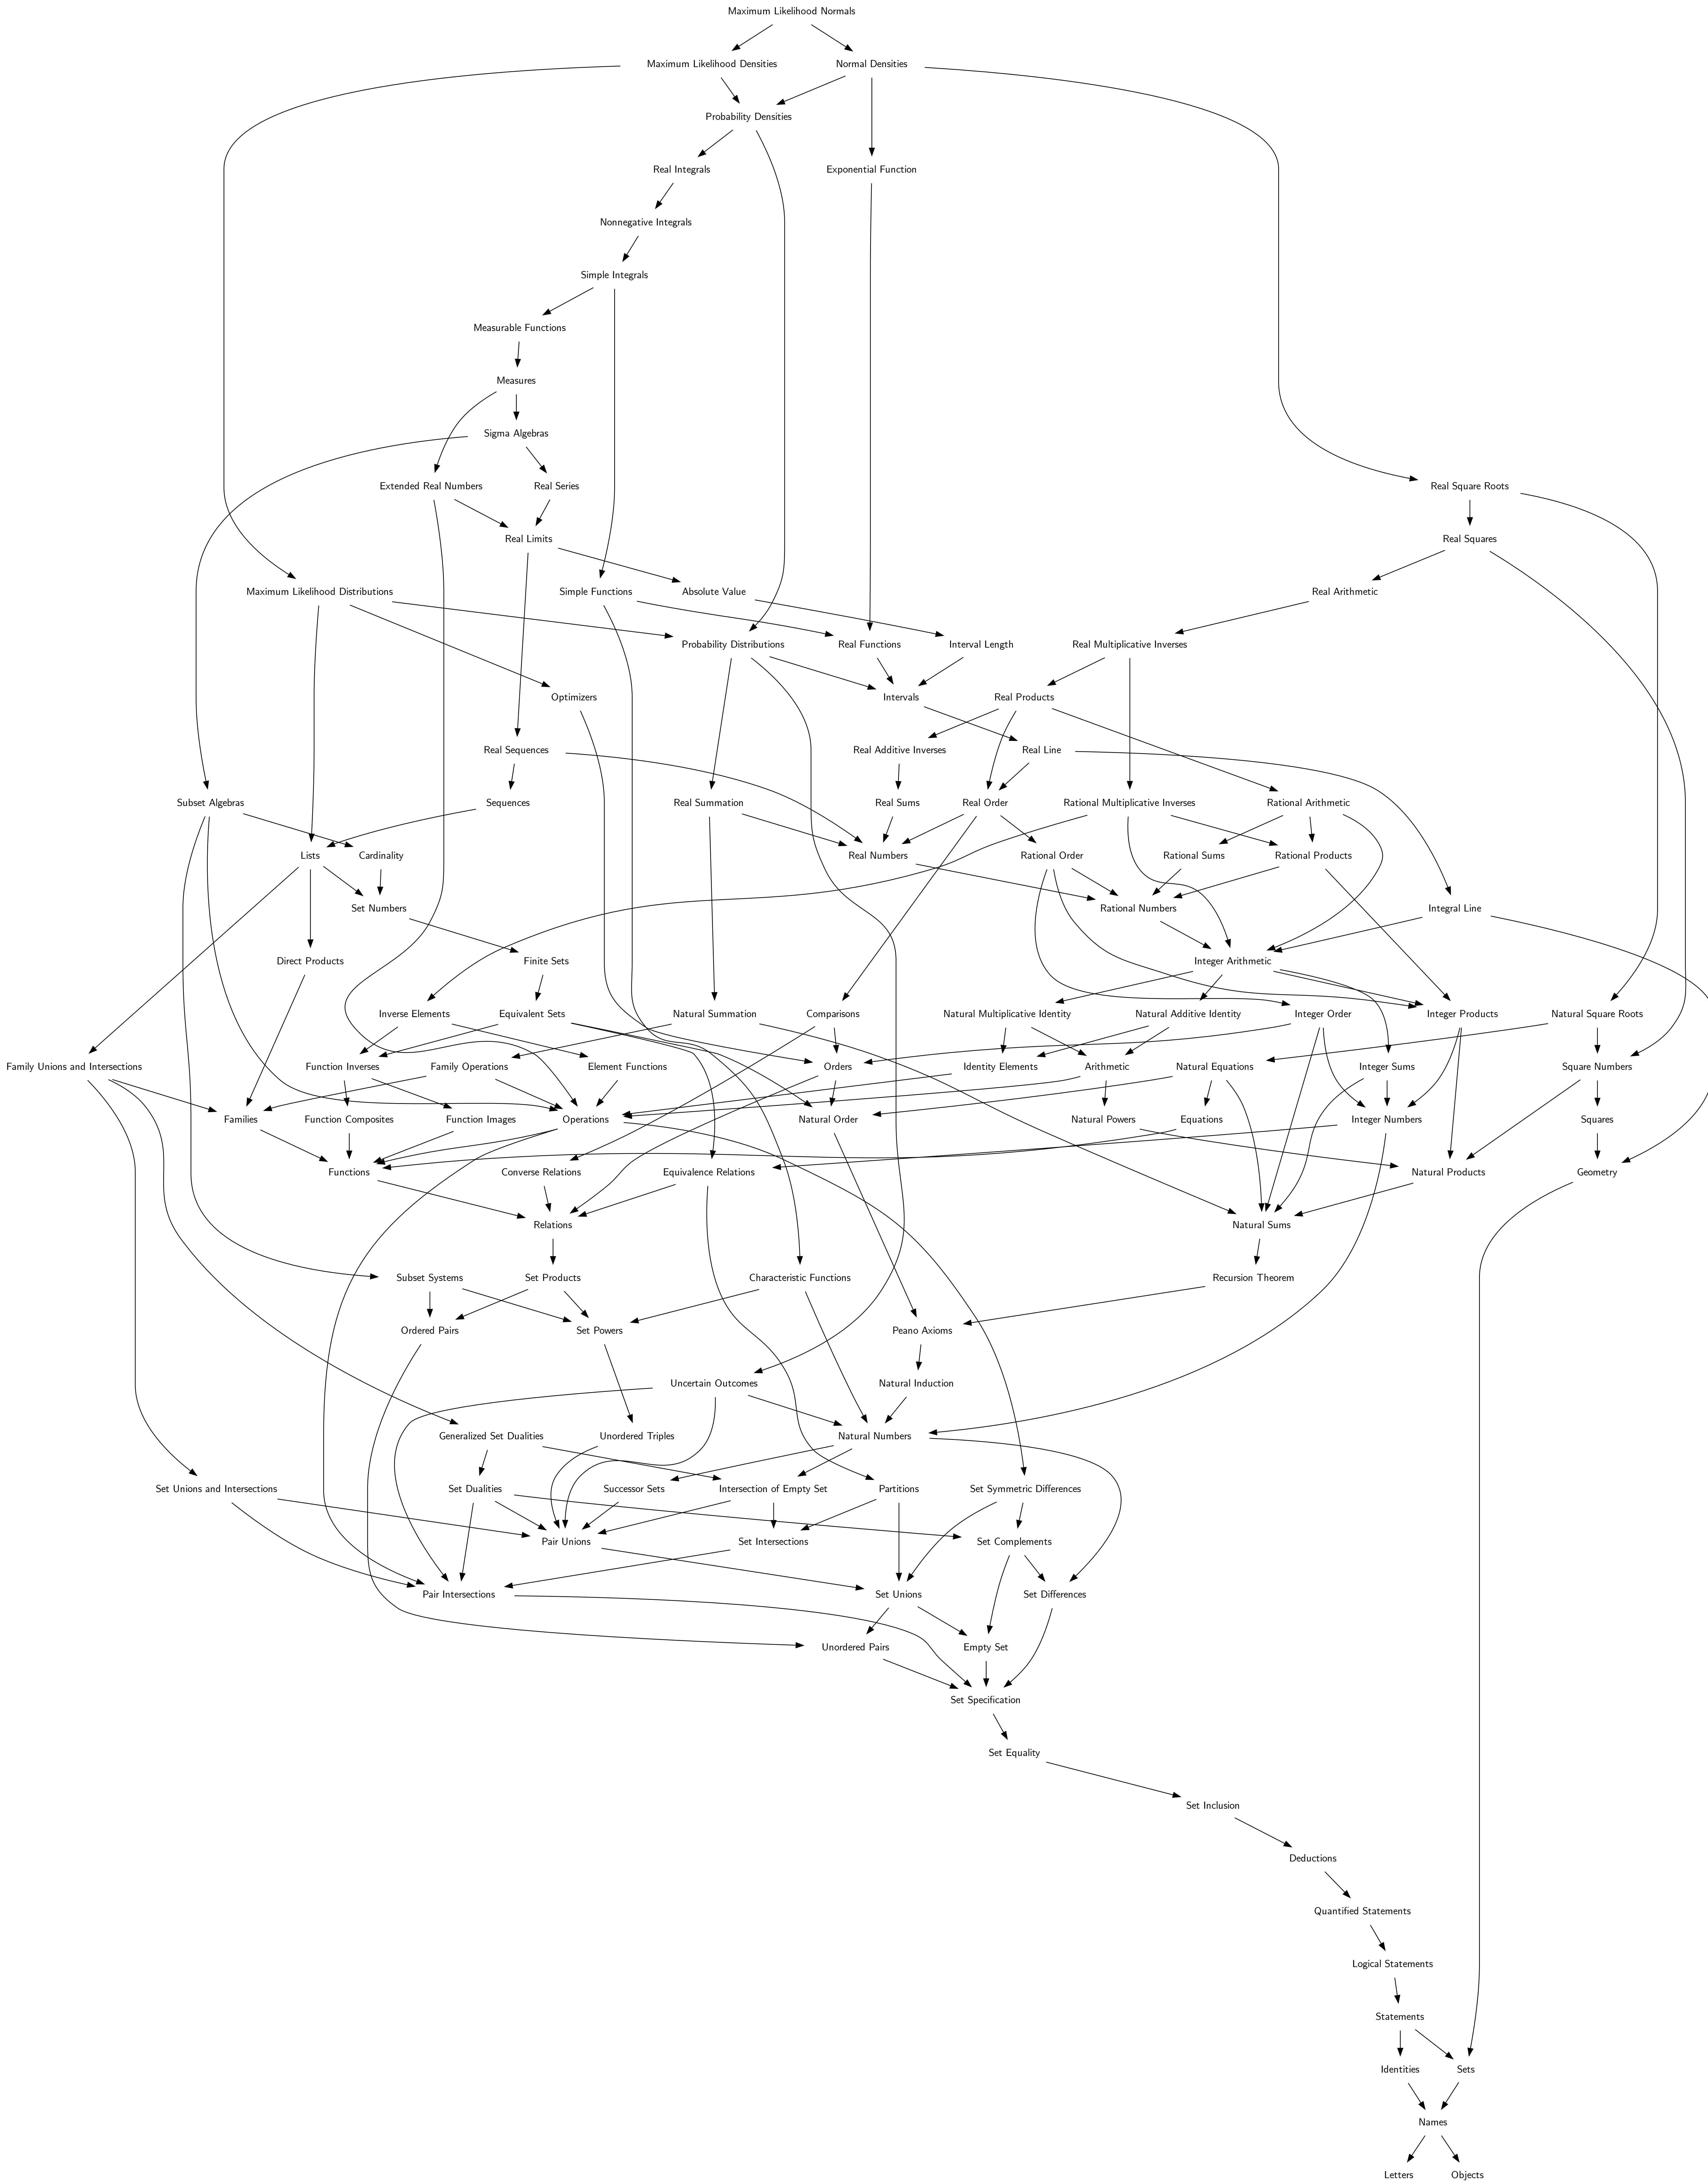 Maximum Likelihood Normals
Maximum Likelihood Densities
Normal Densities
Probability Densities
Real Integrals
Exponential Function
Nonnegative Integrals
Simple Integrals
Measurable Functions
Measures
Sigma Algebras
Extended Real Numbers
Real Series
Real Square Roots
Real Limits
Real Squares
Maximum Likelihood Distributions
Simple Functions
Absolute Value
Real Arithmetic
Probability Distributions
Real Functions
Interval Length
Real Multiplicative Inverses
Optimizers
Intervals
Real Products
Real Sequences
Real Additive Inverses
Real Line
Subset Algebras
Sequences
Real Summation
Real Sums
Real Order
Rational Multiplicative Inverses
Rational Arithmetic
Lists
Cardinality
Real Numbers
Rational Order
Rational Sums
Rational Products
Set Numbers
Rational Numbers
Integral Line
Direct Products
Finite Sets
Integer Arithmetic
Inverse Elements
Equivalent Sets
Natural Summation
Comparisons
Natural Multiplicative Identity
Natural Additive Identity
Integer Order
Integer Products
Natural Square Roots
Family Unions and Intersections
Function Inverses
Family Operations
Element Functions
Orders
Identity Elements
Arithmetic
Natural Equations
Integer Sums
Square Numbers
Families
Function Composites
Function Images
Operations
Natural Order
Natural Powers
Equations
Integer Numbers
Squares
Functions
Converse Relations
Equivalence Relations
Natural Products
Geometry
Relations
Natural Sums
Subset Systems
Set Products
Characteristic Functions
Recursion Theorem
Ordered Pairs
Set Powers
Peano Axioms
Uncertain Outcomes
Natural Induction
Generalized Set Dualities
Unordered Triples
Natural Numbers
Set Unions and Intersections
Set Dualities
Successor Sets
Intersection of Empty Set
Partitions
Set Symmetric Differences
Pair Unions
Set Intersections
Set Complements
Pair Intersections
Set Unions
Set Differences
Unordered Pairs
Empty Set
Set Specification
Set Equality
Set Inclusion
Deductions
Quantified Statements
Logical Statements
Statements
Identities
Sets
Names
Letters
Objects